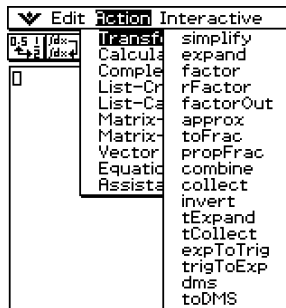 Edit Action Interactive
Transf
Calcula
Comple
List-Cr
List-Ca
Matrix-
Matrix-
Vector
Equatio
Assista
simplify
expand
factor
rFactor
factorOut
approx
toFrac
propFrac
combine
collect
invert
tExpand
tCollect
expToTrig
trigToExp
dms
toDMS